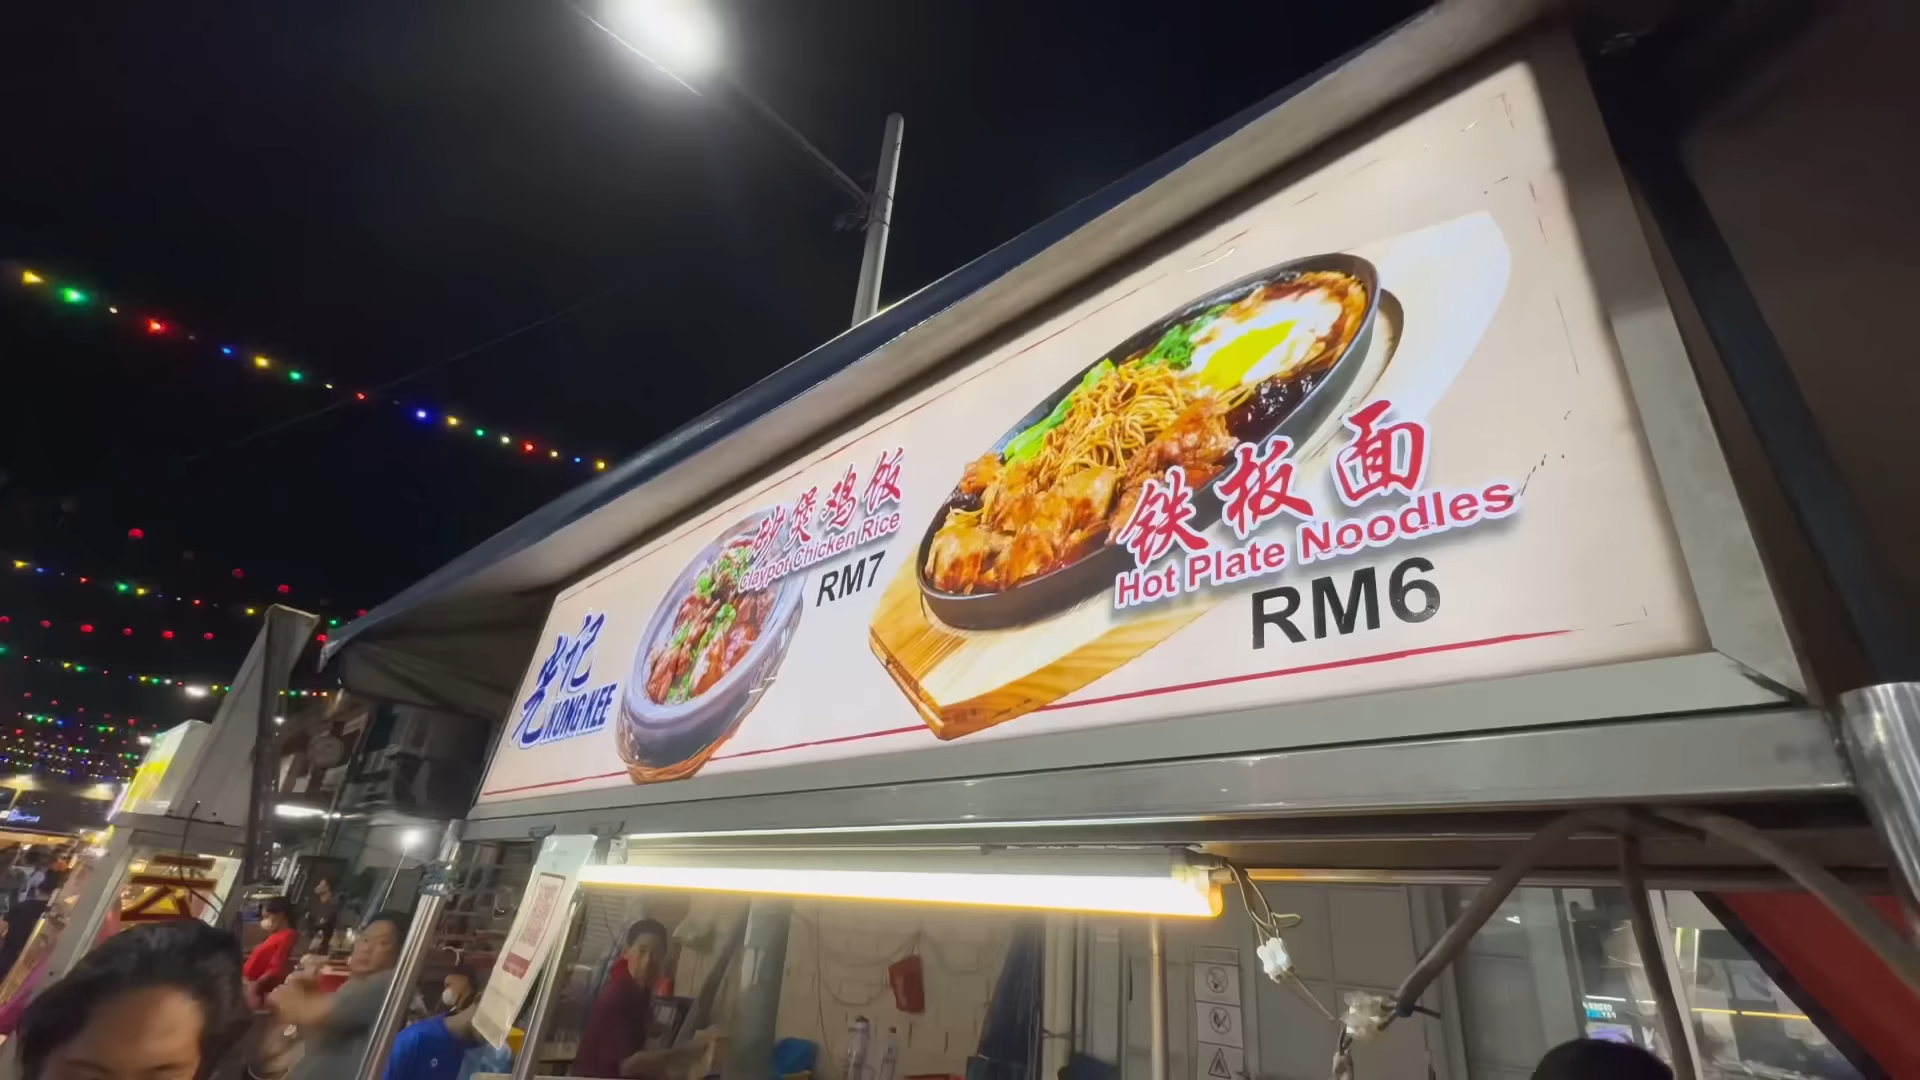 光记
KONG KEE
砂煲鸡饭
Claypot Chicken Rice
RM7
铁板面
Hot Plate Noodles
RM6